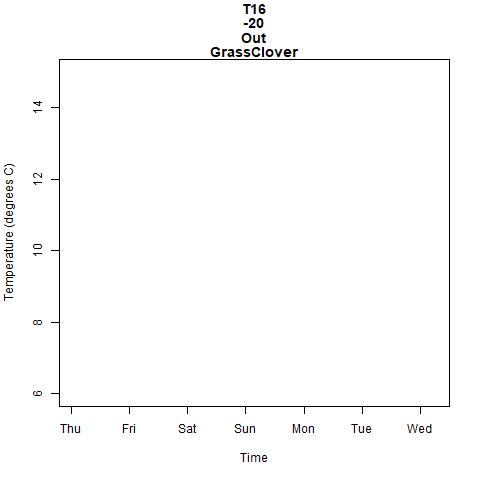 T16
-20
Out
GrassClover
Temperature (degrees C)
14
12
10
8
6
Thu Fri Sat Sun Mon Tue Wed
Time